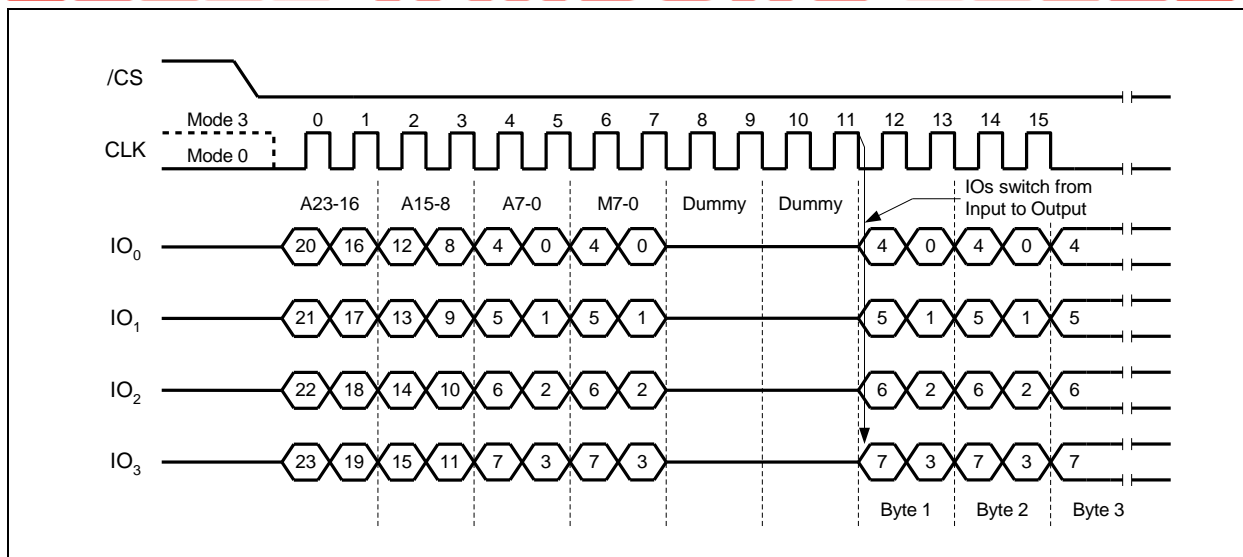 /CS
Mode 3 0 1 2 3 4 5 6 7 8 9 10 11 12 13 14 15
CLK
Mode 0
IOs switch from
Input to Output
A23-16 A15-8 A7-0 M7-0 Dummy Dummy
IO0 20 16 12 8 4 0 4 0 4 0 4 0 4
IO1 21 17 13 9 5 1 5 1 5 1 5 1 5
IO2 22 18 14 10 6 2 6 2 6 2 6 2 6
IO3 23 19 15 11 7 3 7 3 7 3 7 3 7
Byte 1 Byte 2 Byte 3